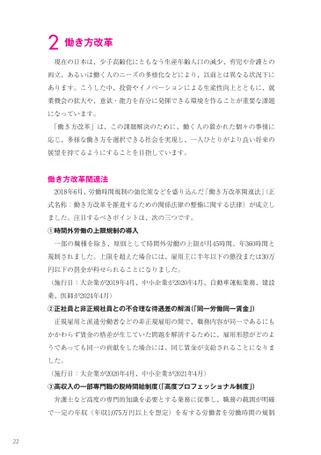 2 働き方改革
現在の日本は、少子高齢化にともなう生産年齢人口の減少、育児や介護との
両立、あるいは働く人のニーズの多様化などにより、以前とは異なる状況下に
あります。こうした中、投資やイノベーションによる生産性向上とともに、就
業機会の拡大や、意欲・能力を存分に発揮できる環境を作ることが重要な課題
になっています。
「働き方改革」は、この課題解決のために、働く人の置かれた個々の事情に
応じ、多様な働き方を選択できる社会を実現し、一人ひとりがより良い将来の
展望を持てるようにすることを目指しています。
働き方改革関連法
2018年6月、労働時間規制の強化策などを盛り込んだ「働き方改革関連法」（正
式名称：働き方改革を推進するための関係法律の整備に関する法律）が成立し
ました。注目するべきポイントは、次の三つです。
①時間外労働の上限規制の導入
一部の職種を除き、原則として時間外労働の上限が月45時間、年360時間と
規制されました。上限を超えた場合には、雇用主に半年以下の懲役または30万
円以下の罰金が科せられることになりました。
（施行日：大企業が2019年4月、中小企業が2020年4月、自動車運転業務、建設
業、医師が2024年4月）
②正社員と非正規社員との不合理な待遇差の解消（「同一労働同一賃金」）
正規雇用と派遣労働者などの非正規雇用の間で、職務内容が同一であるにも
かかわらず賃金の格差が生じていた問題を解消するために、雇用形態がどのよ
うであっても同一の貢献をした場合には、同じ賃金が支給されることになりま
した。
（施行日：大企業が2020年4月、中小企業が2021年4月）
③高収入の一部専門職の脱時間給制度（「高度プロフェッショナル制度」）
弁護士など高度の専門的知識を必要とする業務に従事し、職務の範囲が明確
で一定の年収（年収1,075万円以上を想定）を有する労働者を労働時間の規制
22